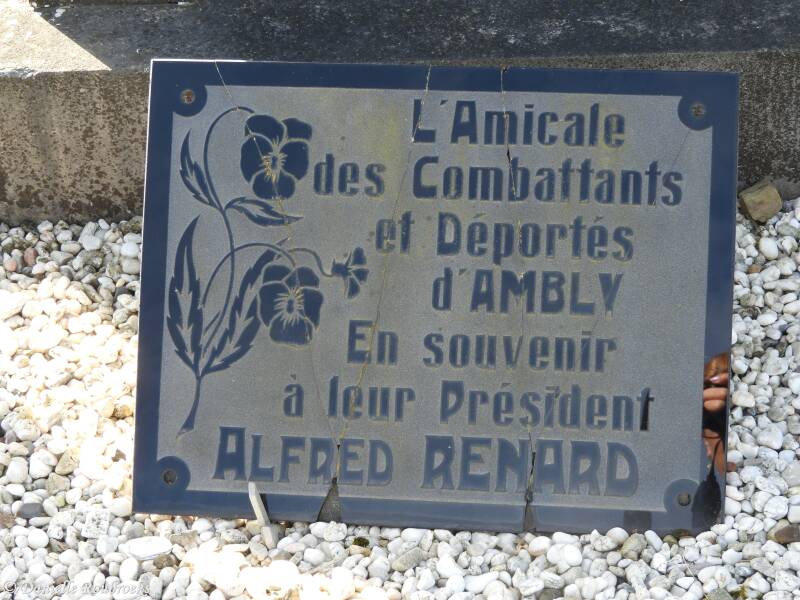 L'Amicale
des Combattants
et Déportés
d'AMBLY
En souvenir
à leur Président
ALFRED RENARD